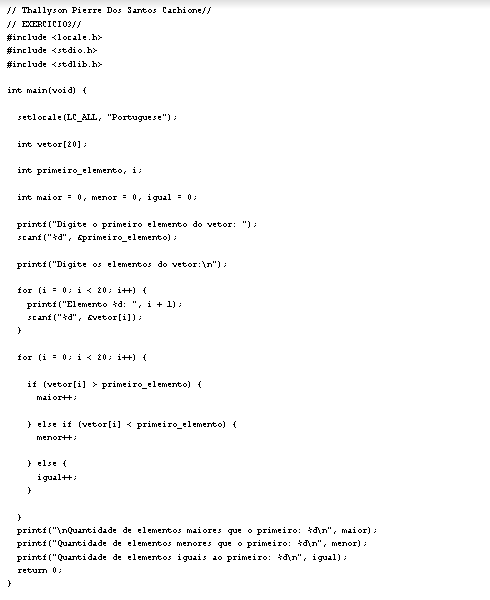 // Thallyson Pierre Dos Santos Cachione//
// EXERCICIO3//
#include <locale.h>
#include <stdio.h>
#include <stdlib.h>
int main(void) {
setlocale(LC_ALL, "Portuguese");
int vetor[20];
int primeiro_elemento, i;
int maior = 0, menor = 0, igual = 0;
printf("Digite o primeiro elemento do vetor: ");
scanf("%d", &primeiro_elemento);
printf("Digite os elementos do vetor:\n");
for (i = 0; i < 20; i++) {
printf("Elemento %d: ", i + 1);
scanf("%d", &vetor[i]);
}
for (i = 0; i < 20; i++) {
if (vetor[i] > primeiro_elemento) {
maior++;
} else if (vetor[i] < primeiro_elemento) {
menor++;
} else {
igual++;
}
}
printf("\nQuantidade de elementos maiores que o primeiro: %d\n", maior);
printf("Quantidade de elementos menores que o primeiro: %d\n", menor);
printf("Quantidade de elementos iguais ao primeiro: %d\n", igual);
return 0;
}